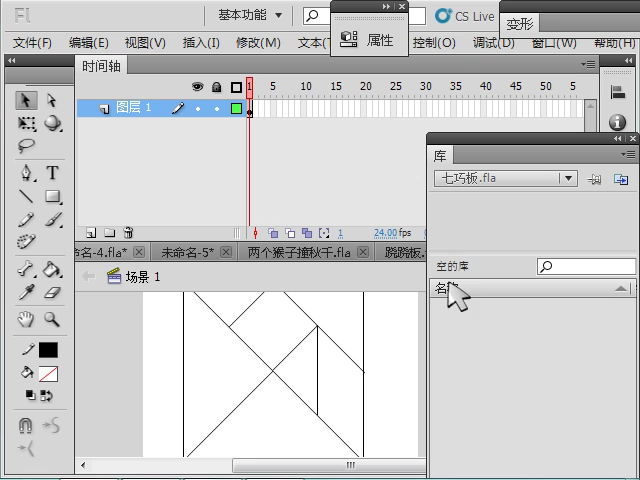 Fl 基本功能 CS Live 变形
属性
文件(F) 编辑(E) 视图(V) 插入(I) 修改(M) 文本(T 控制(O) 调试(D) 窗口(W) 帮助(H)
时间轴
1 5 10 15 20 25 30 35 40 45 50 5
图层 1
库
七巧板.fla
1 24.00 fps
命名-4.fla* 未命名-5* 两个猴子撞秋千.fla 跷跷板.
空的库
场景 1
T